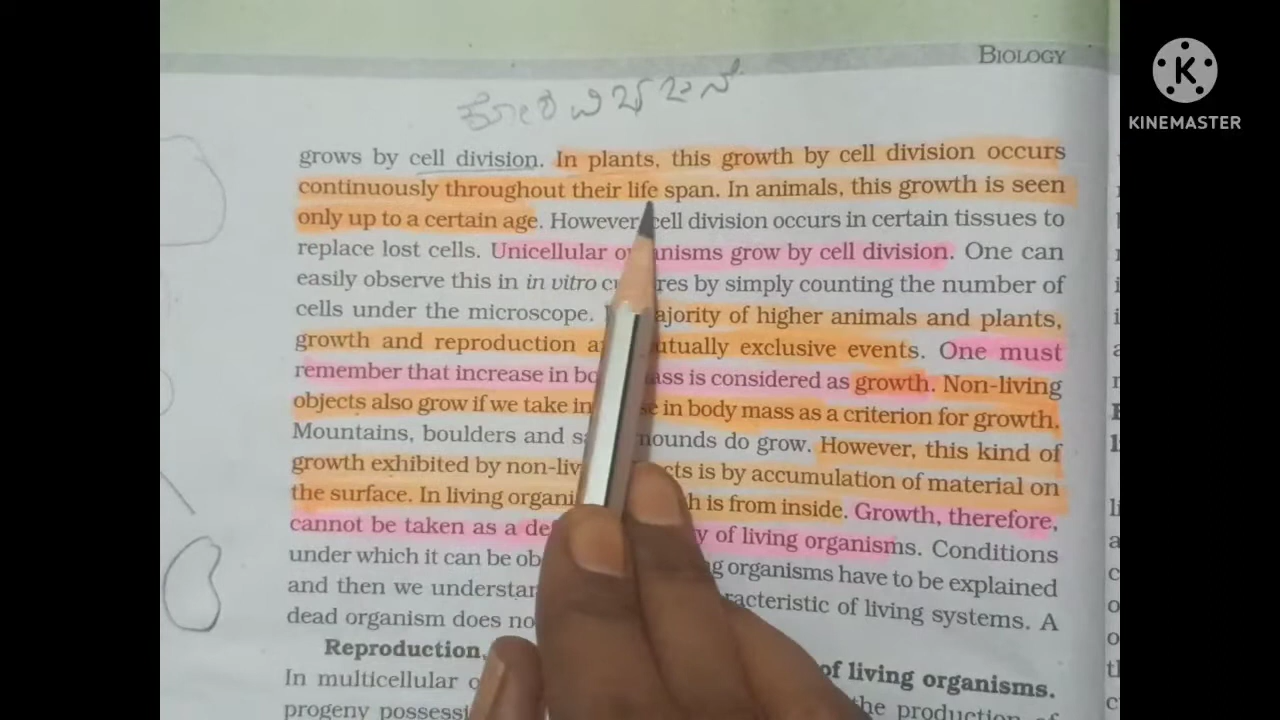 BIOLOGY
K
KINEMASTER
ಕೋಶ ವಿಭಜನೆ
grows by cell division. In plants, this growth by cell division occurs
continuously throughout their life span. In animals, this growth is seen
only up to a certain age. However cell division occurs in certain tissues to
replace lost cells. Unicellular organisms grow by cell division. One can
easily observe this in in vitro res by simply counting the number of
cells under the microscope. ajority of higher animals and plants,
growth and reproduction a utually exclusive events. One must
remember that increase in bo ass is considered as growth. Non-living
objects also grow if we take in se in body mass as a criterion for growth.
Mountains, boulders and sa mounds do grow. However, this kind of
growth exhibited by non-liv cts is by accumulation of material on
the surface. In living organi h is from inside. Growth, therefore,
cannot be taken as a de y of living organisms. Conditions
under which it can be ob g organisms have to be explained
and then we understan racteristic of living systems. A
dead organism does no
Reproduction, of living organisms.
In multicellular o the production of
progeny possess